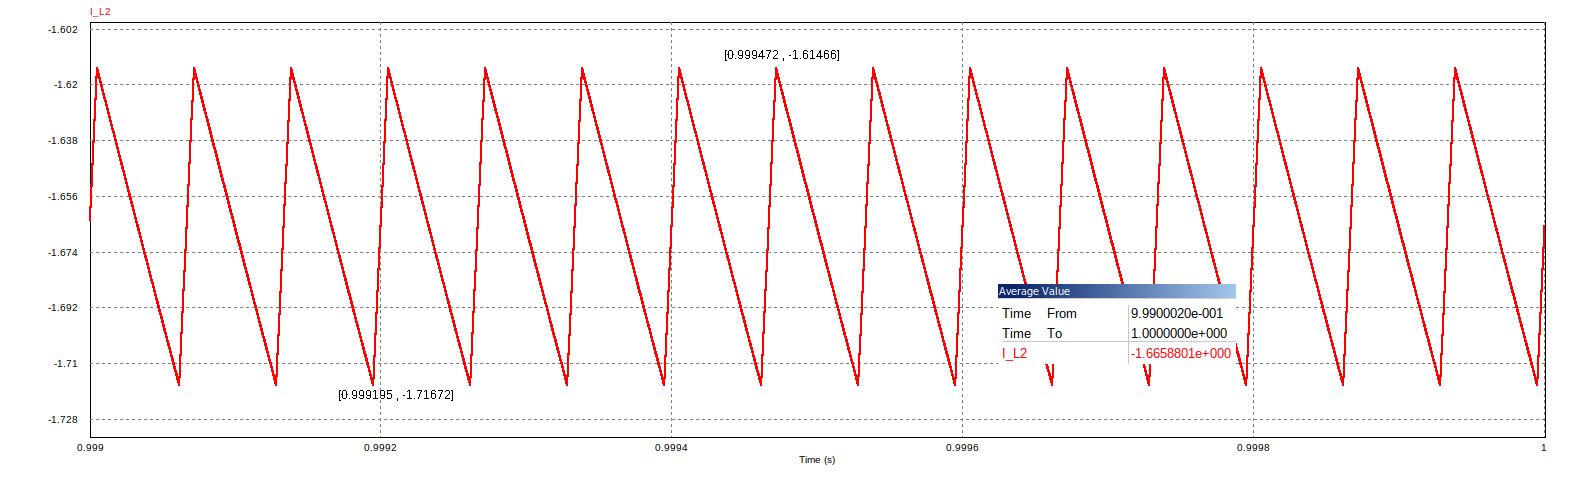 I_L2
-1.602
[0.999472 , -1.61466]
-1.62
-1.638
-1.656
-1.674
-1.692
-1.71
-1.728
Average Value
Time From 9.9900020e-001
Time To 1.0000000e+000
I_L2 -1.6658801e+000
[0.999195 , -1.71672]
0.999 0.9992 0.9994 0.9996 0.9998 1
Time (s)